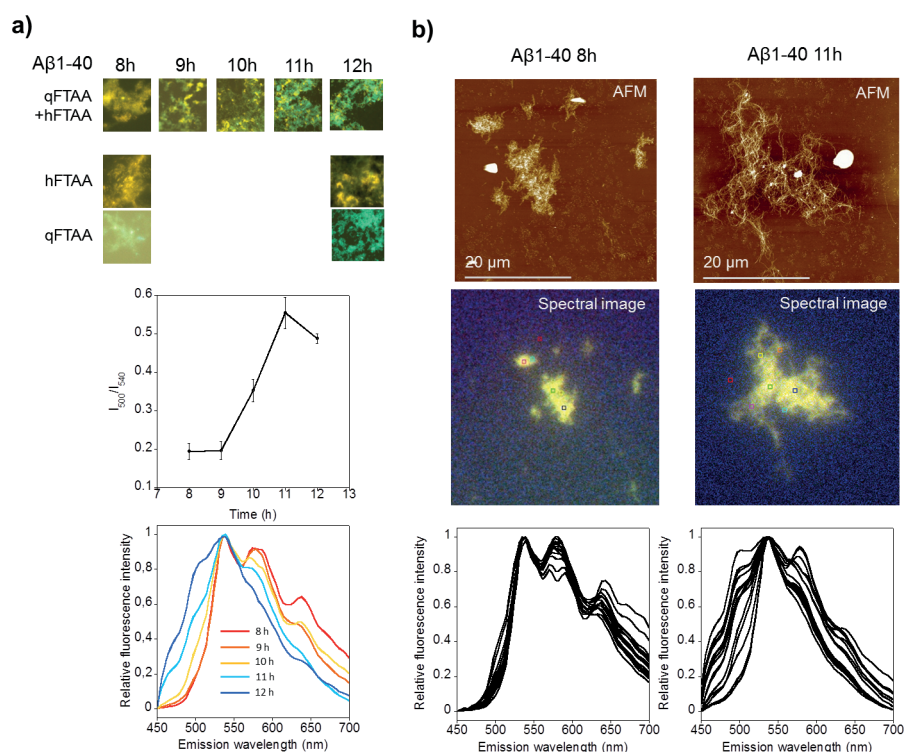 a)
Aβ1-40 8h 9h 10h 11h 12h
qFTAA
+hFTAA
hFTAA
qFTAA
0.6
0.5
0.4
0.3
0.2
0.1
I500/I540
7 8 9 10 11 12 13
Time (h)
1
0.8
0.6
0.4
0.2
0
Relative fluorescence intensity
8 h
9 h
10 h
11 h
12 h
450 500 550 600 650 700
Emission wavelength (nm)
b)
Aβ1-40 8h
Aβ1-40 11h
AFM
20 µm
AFM
20 µm
Spectral image
Spectral image
1
0.8
0.6
0.4
0.2
0
Relative fluorescence intensity
450 500 550 600 650 700
Emission wavelength (nm)
1
0.8
0.6
0.4
0.2
0
Relative fluorescence intensity
450 500 550 600 650 700
Emission wavelength (nm)